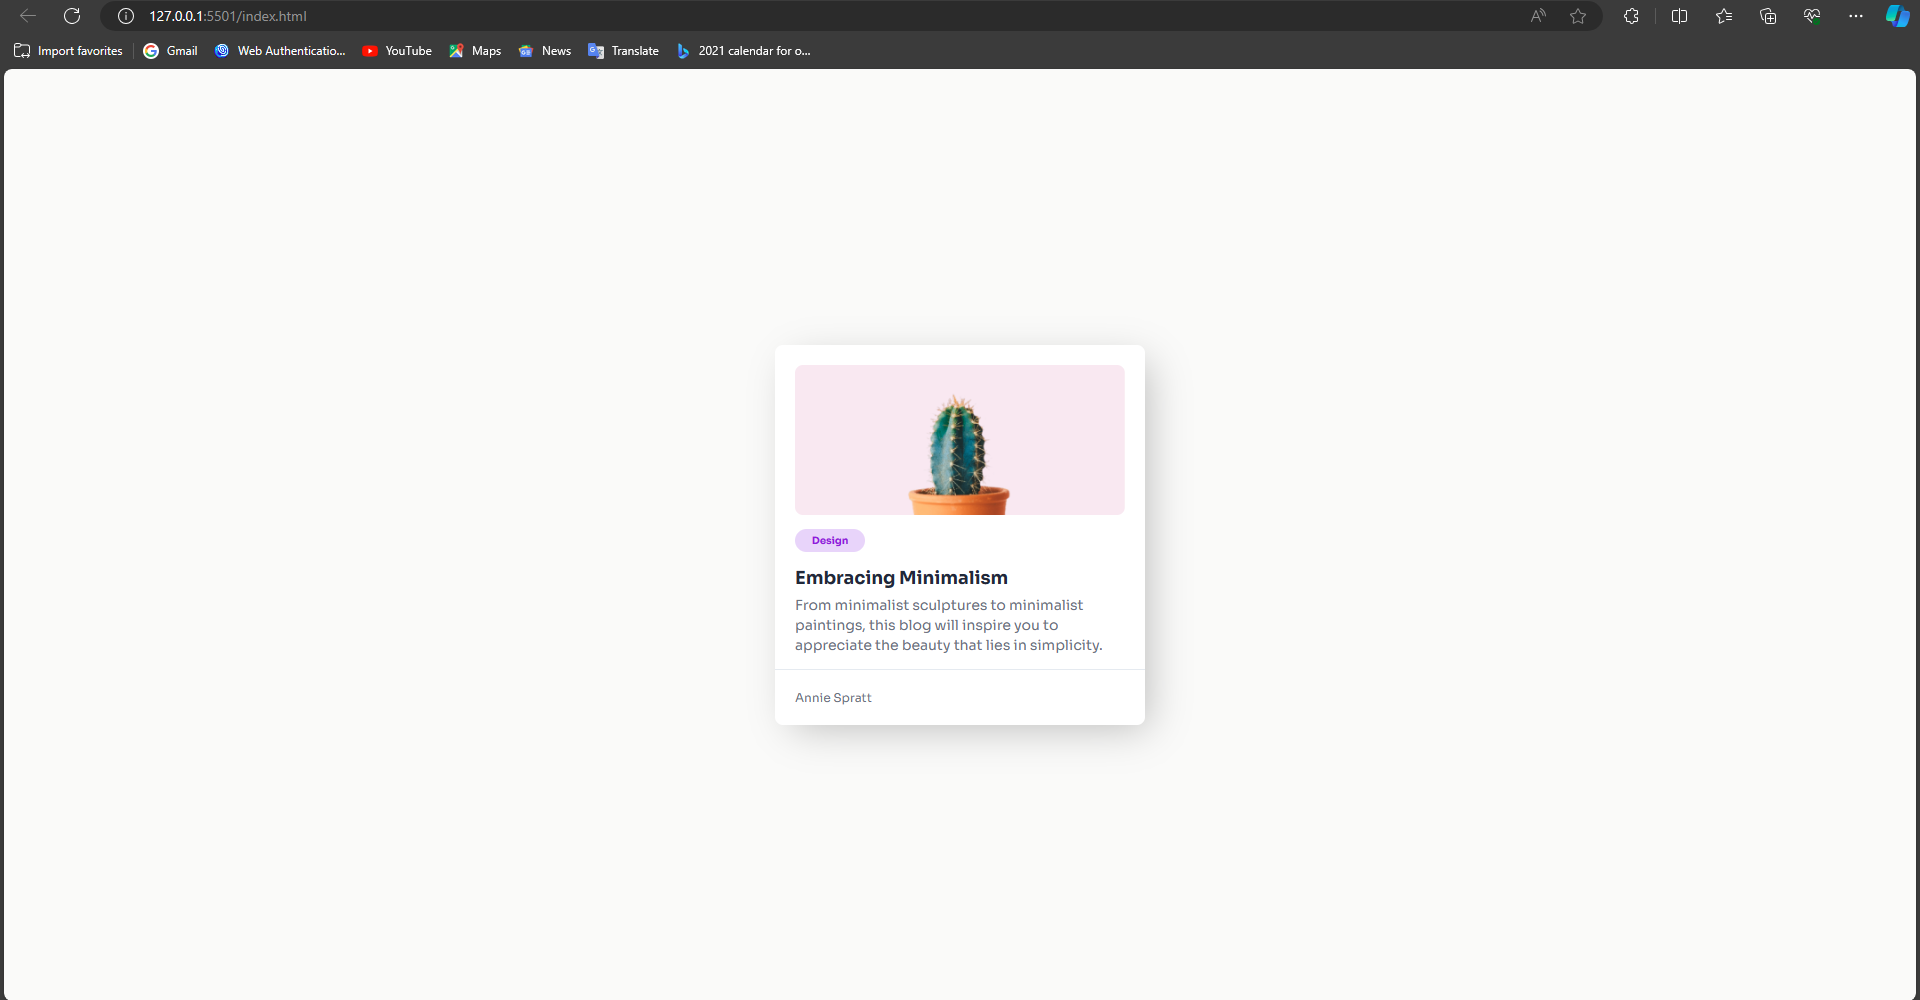 127.0.0.1:5501/index.html
Import favorites Gmail Web Authenticatio... YouTube Maps News Translate 2021 calendar for o...
Design
Embracing Minimalism
From minimalist sculptures to minimalist
paintings, this blog will inspire you to
appreciate the beauty that lies in simplicity.
Annie Spratt